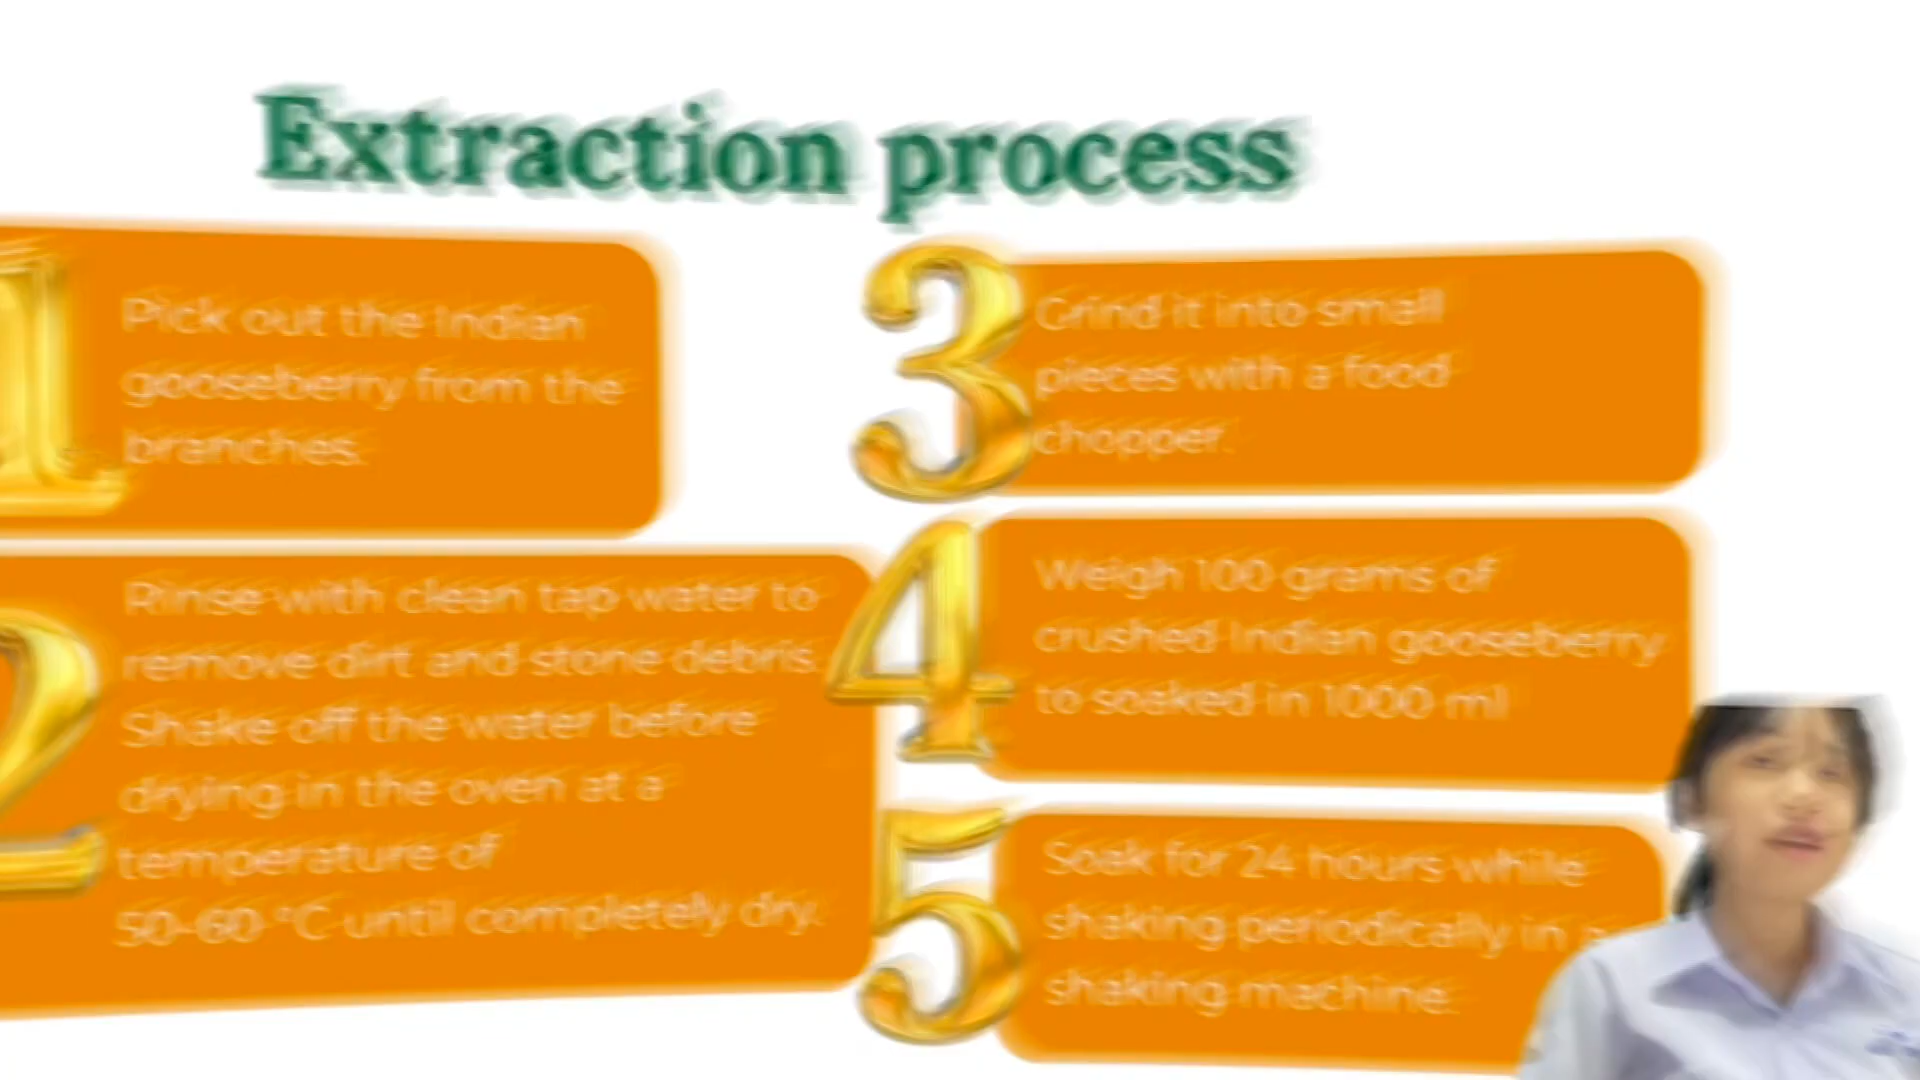 Extraction process
1
Pick out the Indian
gooseberry from the
branches.
2
Rinse with clean tap water to
remove dirt and stone debris.
Shake off the water before
drying in the oven at a
temperature of
50-60 °C until completely dry.
3
Grind it into small
pieces with a food
chopper.
4
Weigh 100 grams of
crushed Indian gooseberry
to soaked in 1000 ml
5
Soak for 24 hours while
shaking periodically in a
shaking machine.